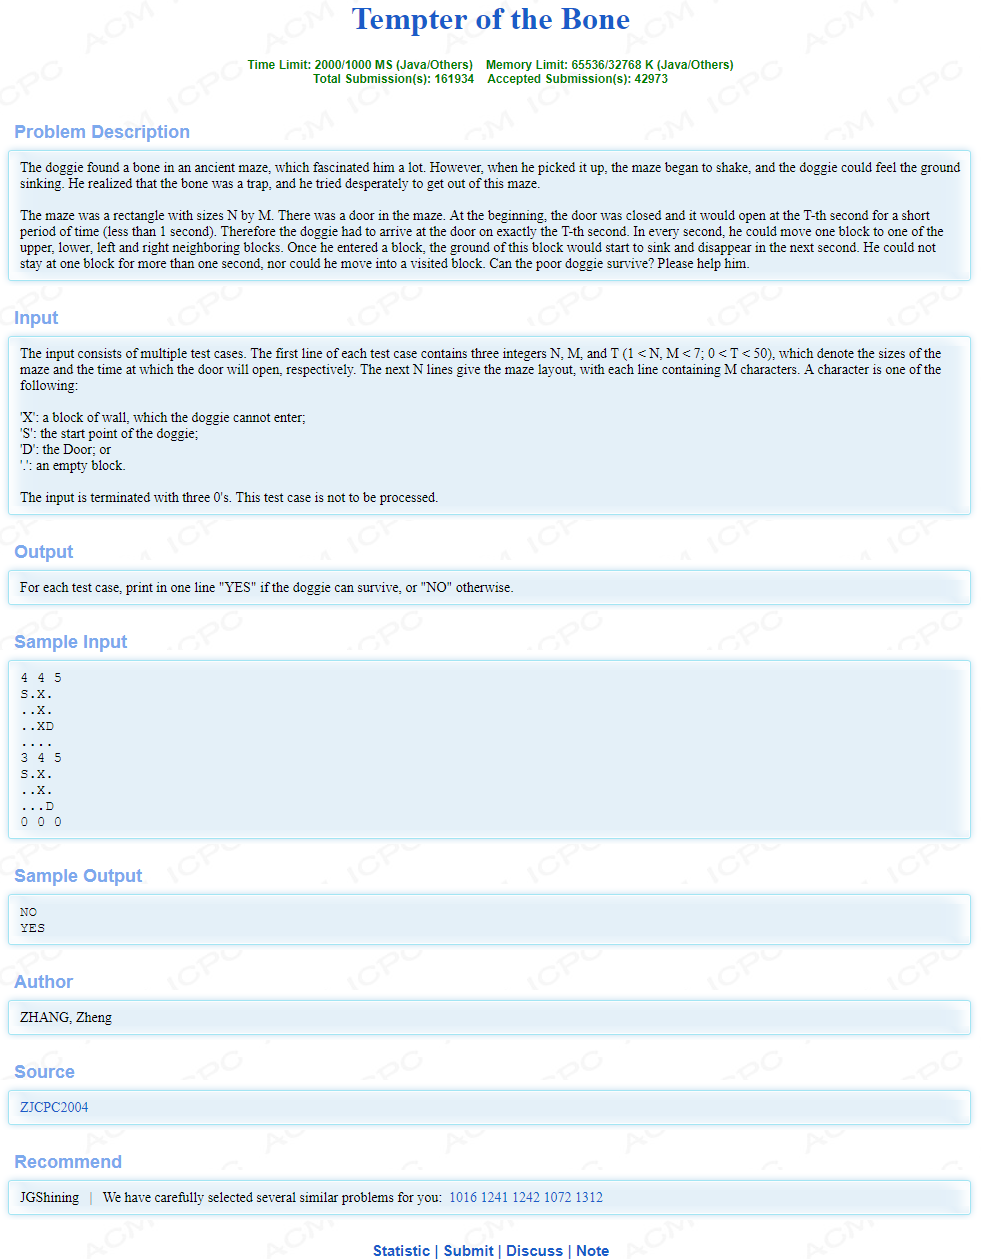 Tempter of the Bone
Time Limit: 2000/1000 MS (Java/Others)    Memory Limit: 65536/32768 K (Java/Others)
Total Submission(s): 161934    Accepted Submission(s): 42973
Problem Description
The doggie found a bone in an ancient maze, which fascinated him a lot. However, when he picked it up, the maze began to shake, and the doggie could feel the ground
sinking. He realized that the bone was a trap, and he tried desperately to get out of this maze.
The maze was a rectangle with sizes N by M. There was a door in the maze. At the beginning, the door was closed and it would open at the T-th second for a short
period of time (less than 1 second). Therefore the doggie had to arrive at the door on exactly the T-th second. In every second, he could move one block to one of the
upper, lower, left and right neighboring blocks. Once he entered a block, the ground of this block would start to sink and disappear in the next second. He could not
stay at one block for more than one second, nor could he move into a visited block. Can the poor doggie survive? Please help him.
Input
The input consists of multiple test cases. The first line of each test case contains three integers N, M, and T (1 < N, M < 7; 0 < T < 50), which denote the sizes of the
maze and the time at which the door will open, respectively. The next N lines give the maze layout, with each line containing M characters. A character is one of the
following:
'X': a block of wall, which the doggie cannot enter;
'S': the start point of the doggie;
'D': the Door; or
'.': an empty block.
The input is terminated with three 0's. This test case is not to be processed.
Output
For each test case, print in one line "YES" if the doggie can survive, or "NO" otherwise.
Sample Input
4 4 5
S.X.
..X.
..XD
....
3 4 5
S.X.
..X.
...D
0 0 0
Sample Output
NO
YES
Author
ZHANG, Zheng
Source
ZJCPC2004
Recommend
JGShining | We have carefully selected several similar problems for you: 1016 1241 1242 1072 1312
Statistic | Submit | Discuss | Note